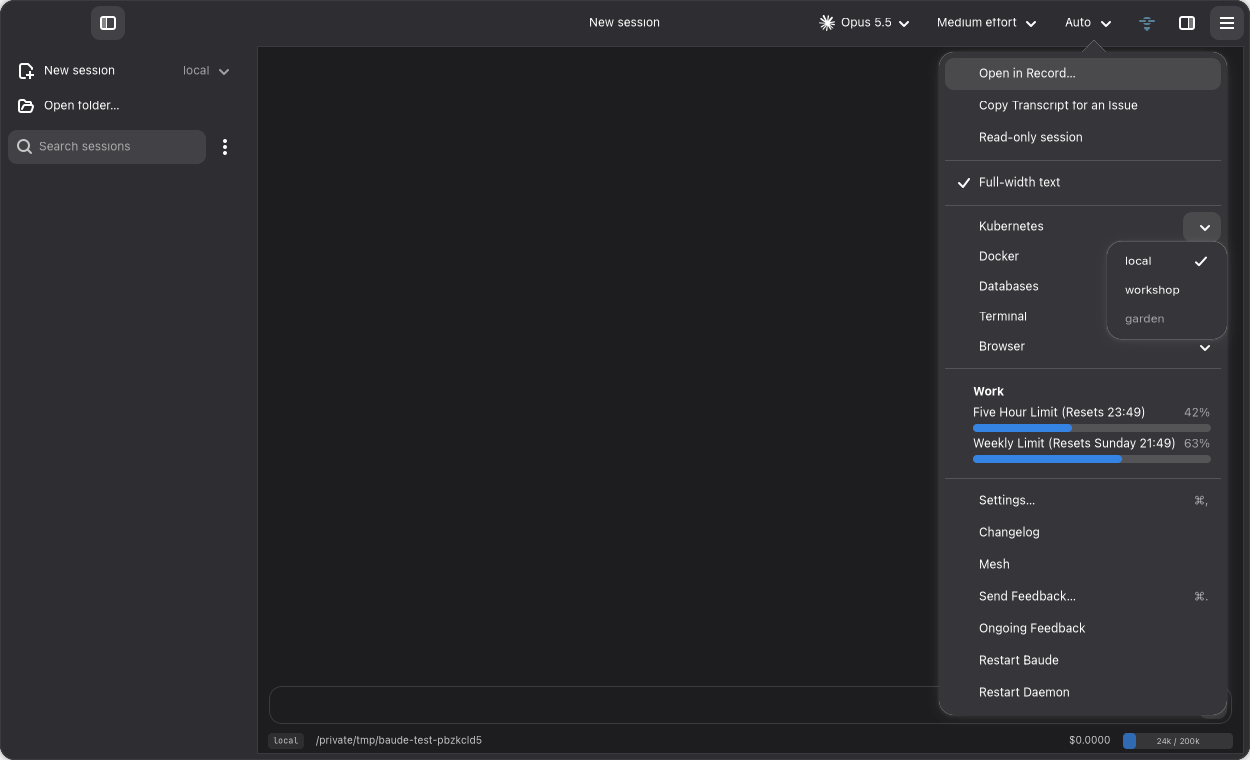 New session
Opus 5.5
Medium effort
Auto
New session
local
Open folder...
Search sessions
Open in Record...
Copy Transcript for an Issue
Read-only session
Full-width text
Kubernetes
Docker
Databases
Terminal
Browser
local
workshop
garden
Work
Five Hour Limit (Resets 23:49) 42%
Weekly Limit (Resets Sunday 21:49) 63%
Settings... ⌘,
Changelog
Mesh
Send Feedback... ⌘.
Ongoing Feedback
Restart Baude
Restart Daemon
local /private/tmp/baude-test-pbzkcld5
$0.0000
24k / 200k